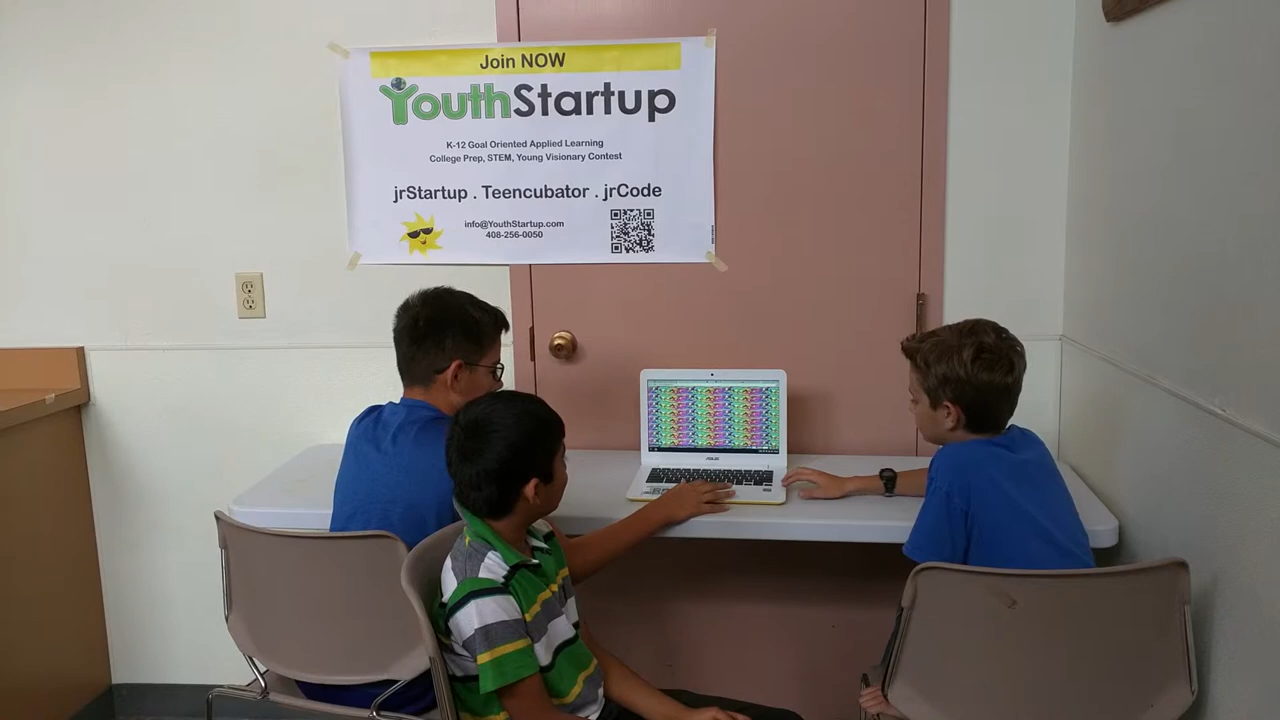 Join NOW
YouthStartup
K-12 Goal Oriented Applied Learning
College Prep, STEM, Young Visionary Contest
jrStartup . Teencubator . jrCode
info@YouthStartup.com
408-256-0050
ASUS